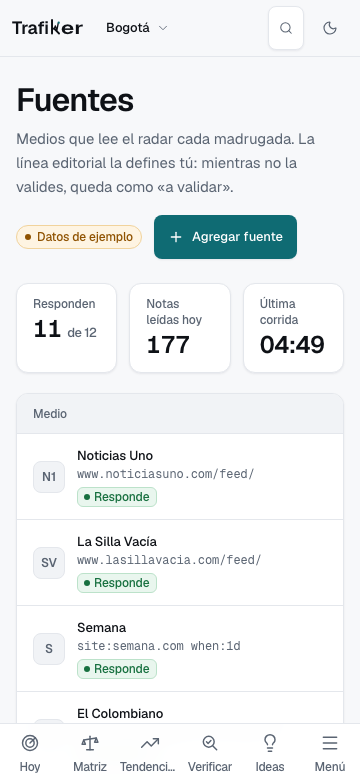 Trafiker
Bogotá
Fuentes
Medios que lee el radar cada madrugada. La
línea editorial la defines tú: mientras no la
valides, queda como «a validar».
Datos de ejemplo
Agregar fuente
Responden
11 de 12
Notas
leídas hoy
177
Última
corrida
04:49
Medio
N1
Noticias Uno
www.noticiasuno.com/feed/
Responde
SV
La Silla Vacía
www.lasillavacia.com/feed/
Responde
S
Semana
site:semana.com when:1d
Responde
El Colombiano
Hoy
Matriz
Tendenci...
Verificar
Ideas
Menú